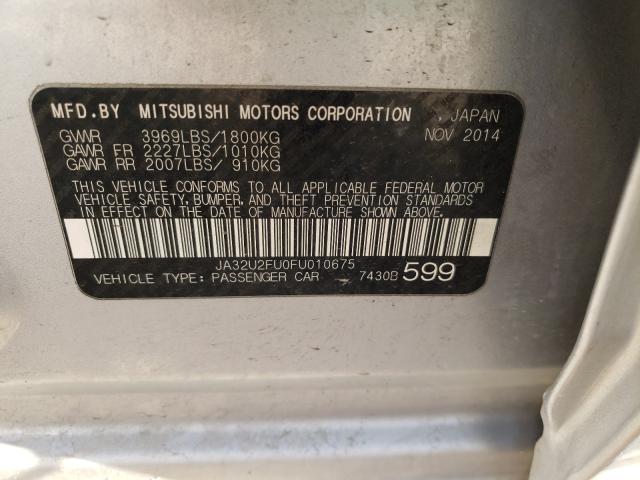 MFD.BY MITSUBISHI MOTORS CORPORATION , JAPAN
GVWR 3969LBS/1800KG NOV 2014
GAWR FR 2227LBS/1010KG
GAWR RR 2007LBS/ 910KG
THIS VEHICLE CONFORMS TO ALL APPLICABLE FEDERAL MOTOR
VEHICLE SAFETY, BUMPER, AND THEFT PREVENTION STANDARDS
IN EFFECT ON THE DATE OF MANUFACTURE SHOWN ABOVE.
JA32U2FU0FU010675
VEHICLE TYPE: PASSENGER CAR 7430B 599